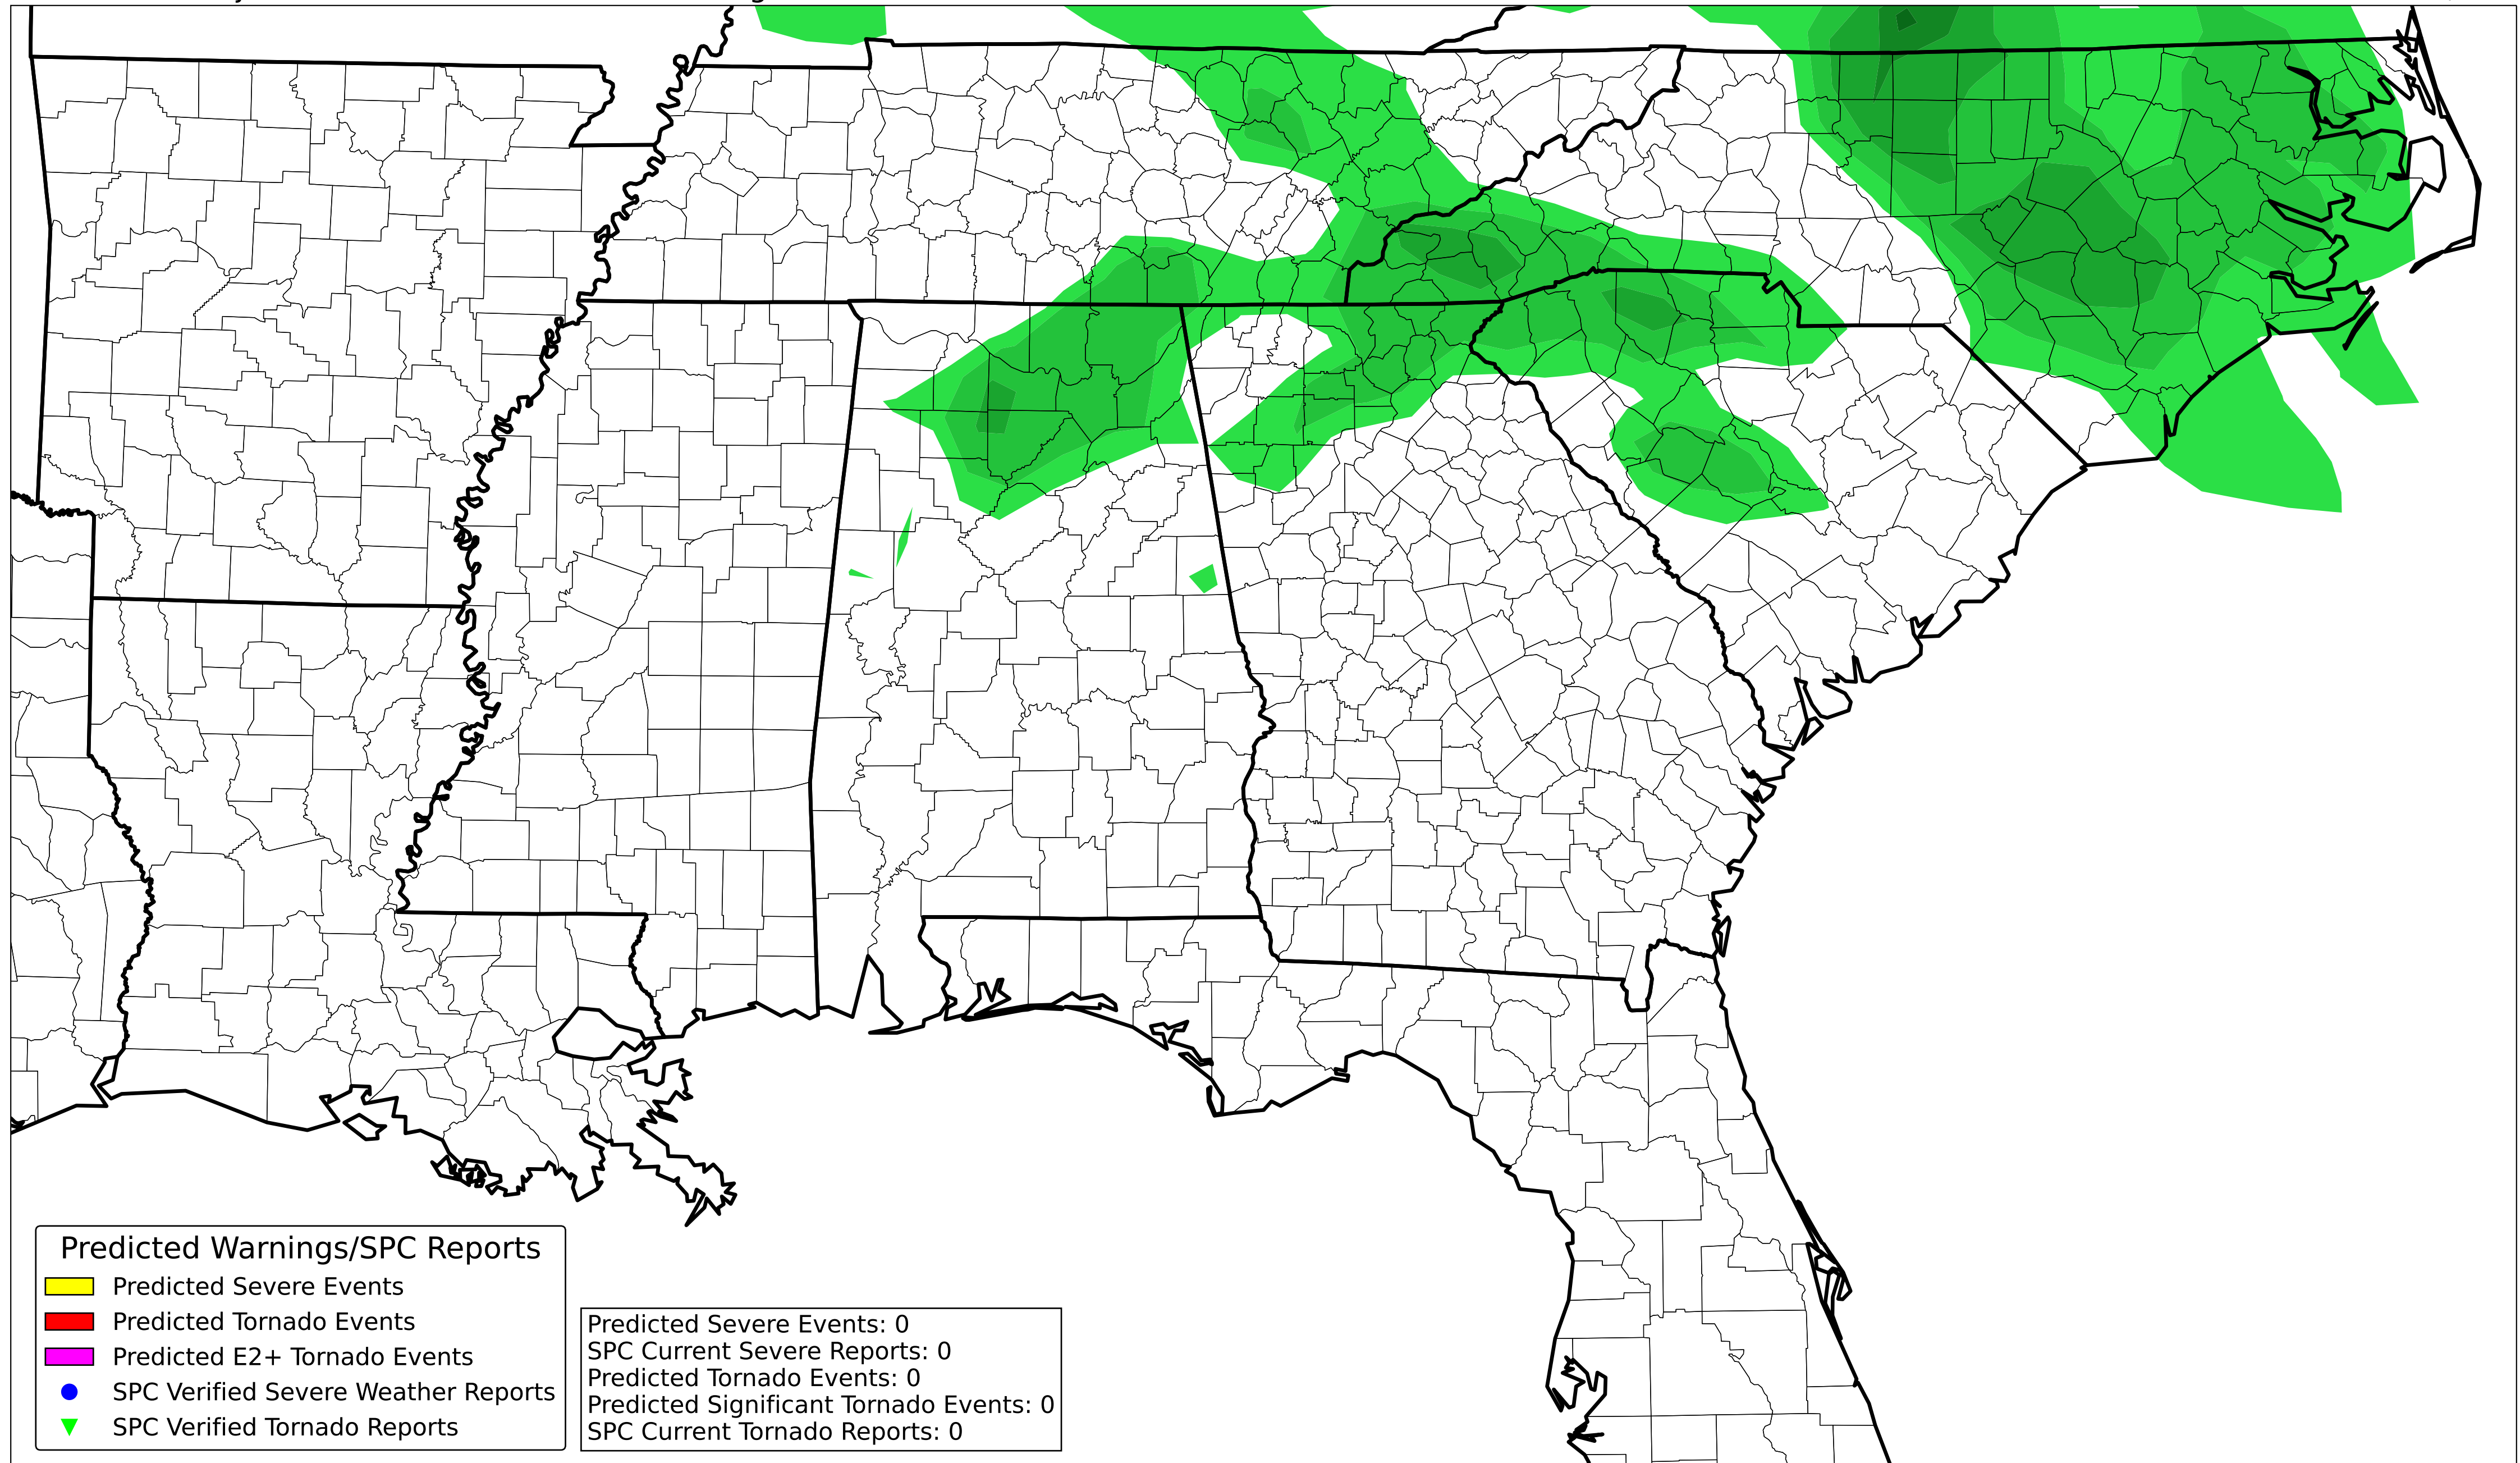 Predicted Warnings/SPC Reports
Predicted Severe Events
Predicted Tornado Events
Predicted E2+ Tornado Events
SPC Verified Severe Weather Reports
SPC Verified Tornado Reports
Predicted Severe Events: 0
SPC Current Severe Reports: 0
Predicted Tornado Events: 0
Predicted Significant Tornado Events: 0
SPC Current Tornado Reports: 0